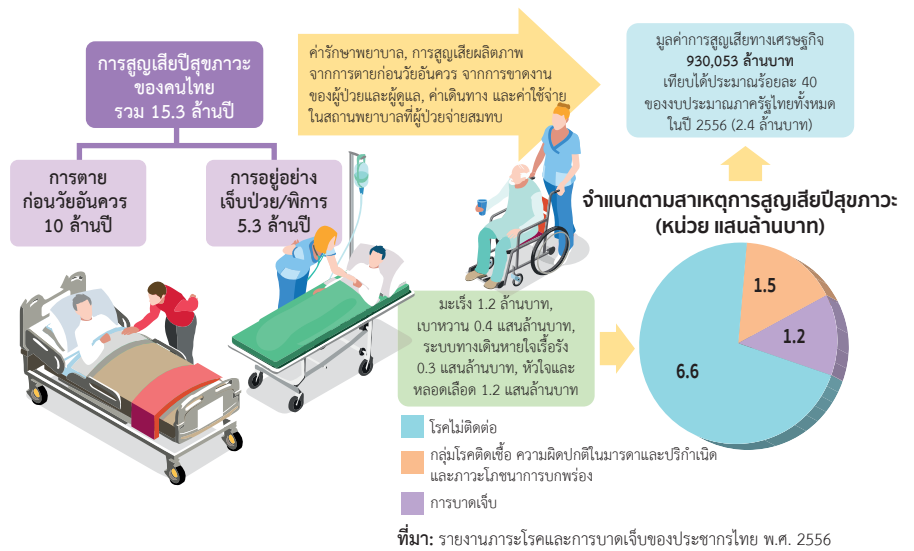 การสูญเสียปีสุขภาวะ
ของคนไทย
รวม 15.3 ล้านปี
การตาย
ก่อนวัยอันควร
10 ล้านปี
การอยู่อย่าง
เจ็บป่วย/พิการ
5.3 ล้านปี
ค่ารักษาพยาบาล, การสูญเสียผลิตภาพ
จากการตายก่อนวัยอันควร จากการขาดงาน
ของผู้ป่วยและผู้ดูแล, ค่าเดินทาง และค่าใช้จ่าย
ในสถานพยาบาลที่ผู้ป่วยจ่ายสมทบ
มูลค่าการสูญเสียทางเศรษฐกิจ
930,053 ล้านบาท
เทียบได้ประมาณร้อยละ 40
ของงบประมาณภาครัฐไทยทั้งหมด
ในปี 2556 (2.4 ล้านบาท)
จำแนกตามสาเหตุการสูญเสียปีสุขภาวะ
(หน่วย แสนล้านบาท)
1.5
1.2
6.6
มะเร็ง 1.2 ล้านบาท,
เบาหวาน 0.4 แสนล้านบาท,
ระบบทางเดินหายใจเรื้อรัง
0.3 แสนล้านบาท, หัวใจและ
หลอดเลือด 1.2 แสนล้านบาท
โรคไม่ติดต่อ
กลุ่มโรคติดเชื้อ ความผิดปกติในมารดาและปริกำเนิด
และภาวะโภชนาการบกพร่อง
การบาดเจ็บ
ที่มา: รายงานภาระโรคและการบาดเจ็บของประชากรไทย พ.ศ. 2556